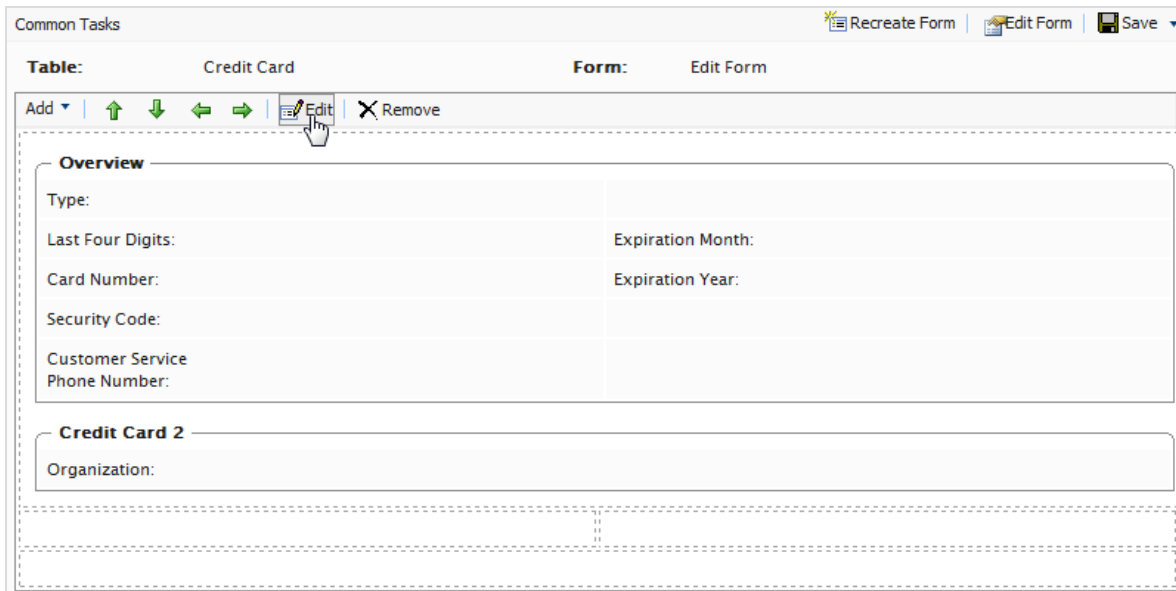 Common Tasks Recreate Form Edit Form Save
Table: Credit Card Form: Edit Form
Add Edit Remove
Overview
Type:
Last Four Digits: Expiration Month:
Card Number: Expiration Year:
Security Code:
Customer Service
Phone Number:
Credit Card 2
Organization: